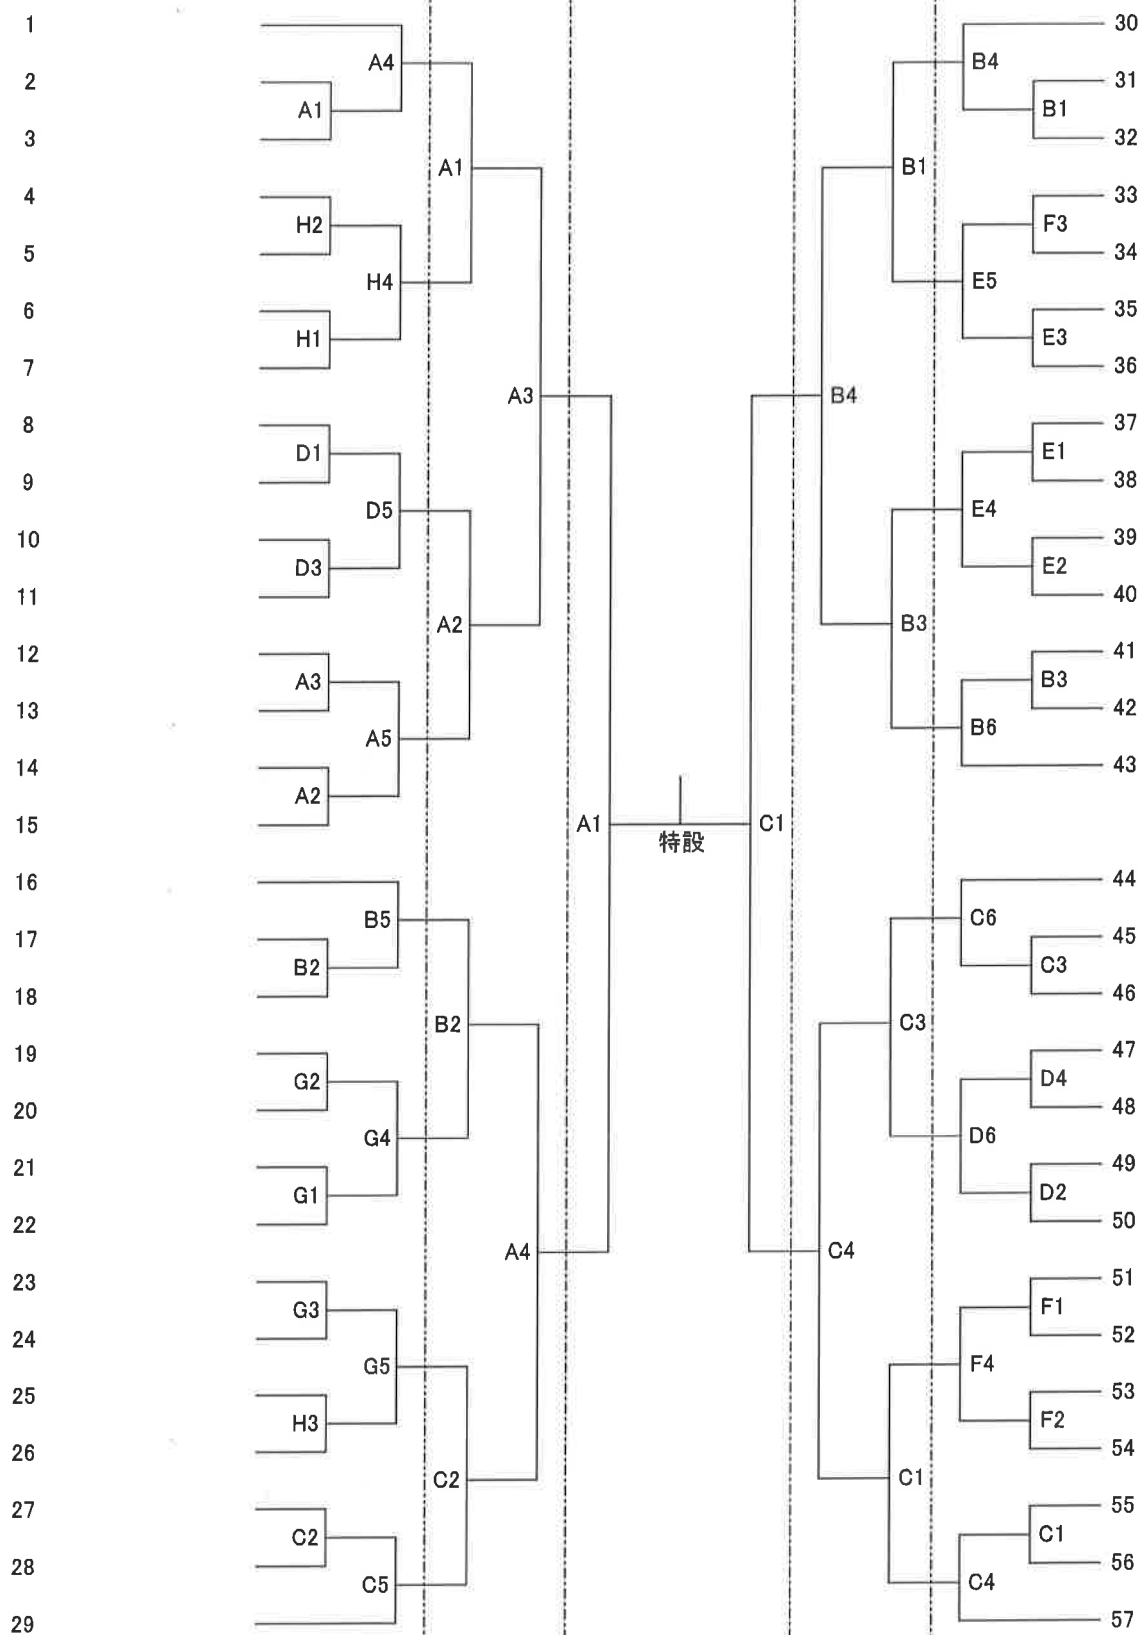 1 30
A4 B4
2 31
A1 B1
3 32
A1 B1
4 33
H2 F3
5 34
H4 E5
6 35
H1 E3
7 36
A3 B4
8 37
D1 E1
9 38
D5 E4
10 39
D3 E2
11 40
A2 B3
12 41
A3 B3
13 42
A5 B6
14 43
A2
15
A1 特設 C1
16 44
B5 C6
17 45
B2 C3
18 46
B2 C3
19 47
G2 D4
20 48
G4 D6
21 49
G1 D2
22 50
A4 C4
23 51
G3 F1
24 52
G5 F4
25 53
H3 F2
26 54
C2 C1
27 55
C2 C1
28 56
C5 C4
29 57